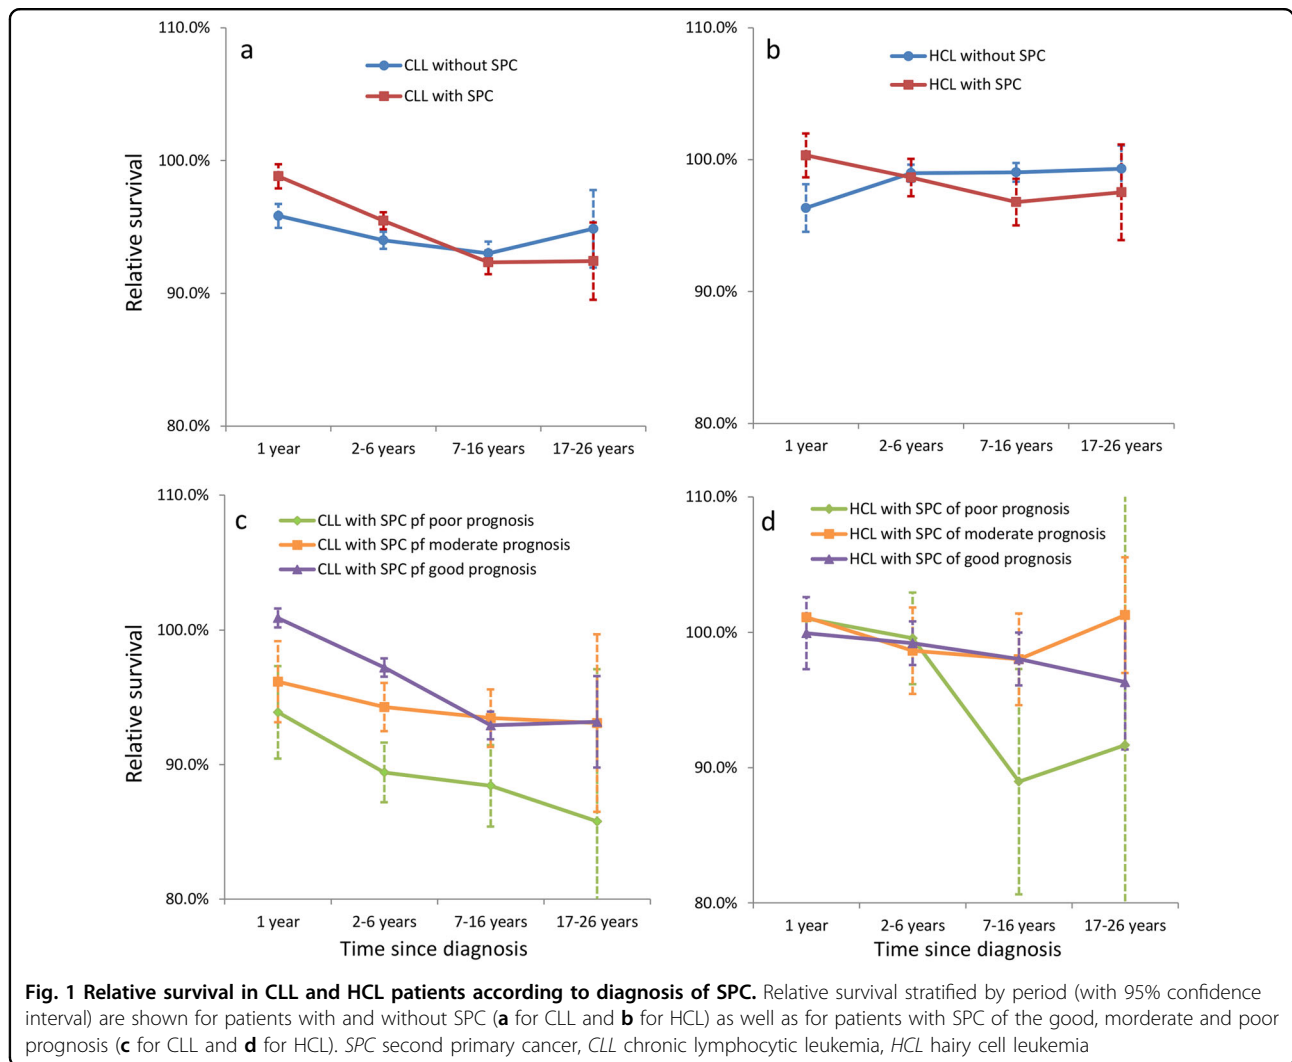 110.0%
a
CLL without SPC
CLL with SPC
100.0%
Relative survival
90.0%
80.0%
1 year 2-6 years 7-16 years 17-26 years
110.0%
b
HCL without SPC
HCL with SPC
100.0%
90.0%
80.0%
1 year 2-6 years 7-16 years 17-26 years
110.0%
c
CLL with SPC pf poor prognosis
CLL with SPC pf moderate prognosis
CLL with SPC pf good prognosis
100.0%
Relative survival
90.0%
80.0%
1 year 2-6 years 7-16 years 17-26 years
Time since diagnosis
110.0%
d
HCL with SPC of poor prognosis
HCL with SPC of moderate prognosis
HCL with SPC of good prognosis
100.0%
90.0%
80.0%
1 year 2-6 years 7-16 years 17-26 years
Time since diagnosis
Fig. 1 Relative survival in CLL and HCL patients according to diagnosis of SPC. Relative survival stratified by period (with 95% confidence
interval) are shown for patients with and without SPC (a for CLL and b for HCL) as well as for patients with SPC of the good, morderate and poor
prognosis (c for CLL and d for HCL). SPC second primary cancer, CLL chronic lymphocytic leukemia, HCL hairy cell leukemia